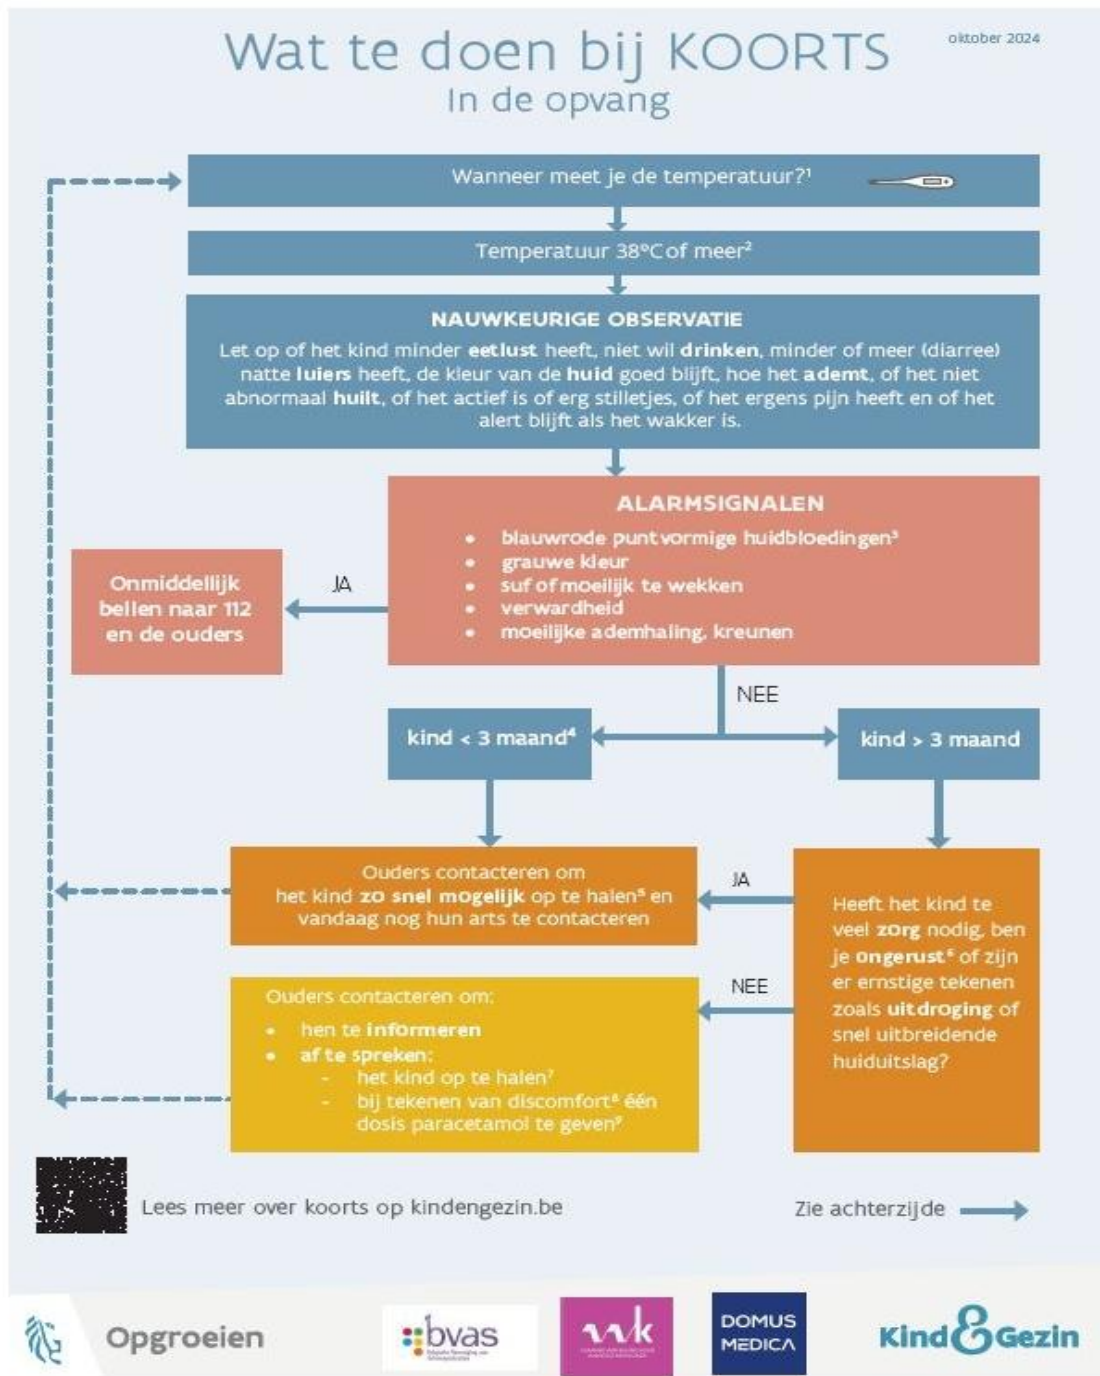 Wat te doen bij KOORTS
oktober 2024
In de opvang
Wanneer meet je de temperatuur?¹
Temperatuur 38°C of meer²
NAUWKEURIGE OBSERVATIE
Let op of het kind minder eetlust heeft, niet wil drinken, minder of meer (diarree)
natte luiers heeft, de kleur van de huid goed blijft, hoe het ademt, of het niet
abnormaal huilt, of het actief is of erg stilletjes, of het ergens pijn heeft en of het
alert blijft als het wakker is.
ALARMSIGNALEN
• blauwrode puntvormige huidbloedingen³
• grauwe kleur
• suf of moeilijk te wekken
• verwardheid
• moeilijke ademhaling, kreunen
JA
Onmiddellijk
bellen naar 112
en de ouders
NEE
kind < 3 maand⁴
kind > 3 maand
Ouders contacteren om
het kind zo snel mogelijk op te halen⁵ en
vandaag nog hun arts te contacteren
JA
Heeft het kind te
veel zorg nodig, ben
je ongerust⁶ of zijn
er ernstige tekenen
zoals uitdroging of
snel uitbreidende
huiduitslag?
NEE
Ouders contacteren om:
• hen te informeren
• af te spreken:
- het kind op te halen⁷
- bij tekenen van discomfort⁸ één
dosis paracetamol te geven⁹
Lees meer over koorts op kindengezin.be
Zie achterzijde
Opgroeien
bvas
vvk
DOMUS
MEDICA
Kind & Gezin